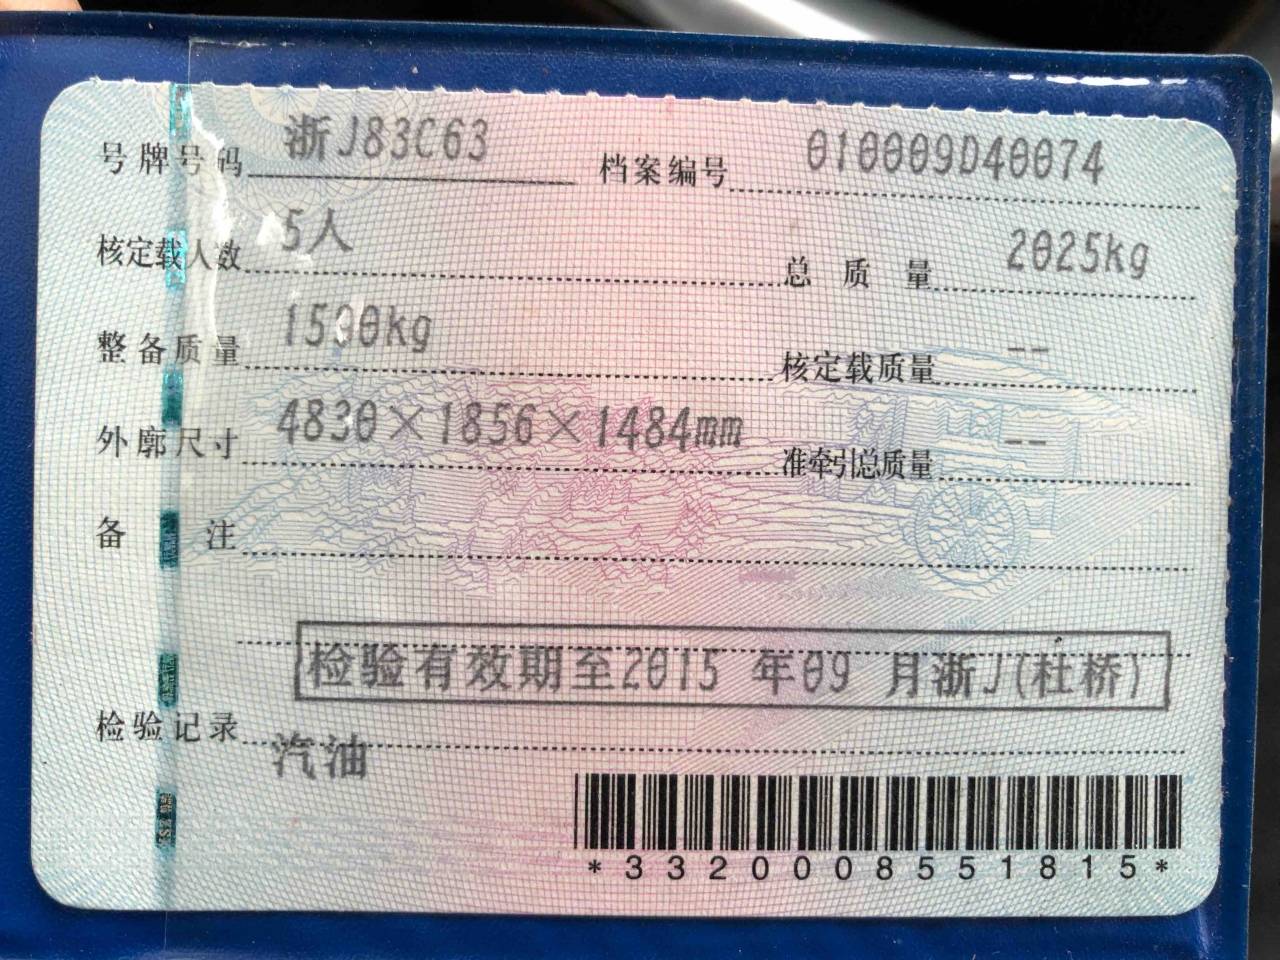 号牌号码 浙J83C63 档案编号 010009D40074
核定载人数 5人 总质量 2025kg
整备质量 1500kg 核定载质量 --
外廓尺寸 4830×1856×1484mm 准牵引总质量 --
备注
检验有效期至2015 年09 月浙J(杜桥)
检验记录
汽油
*3320008551815*